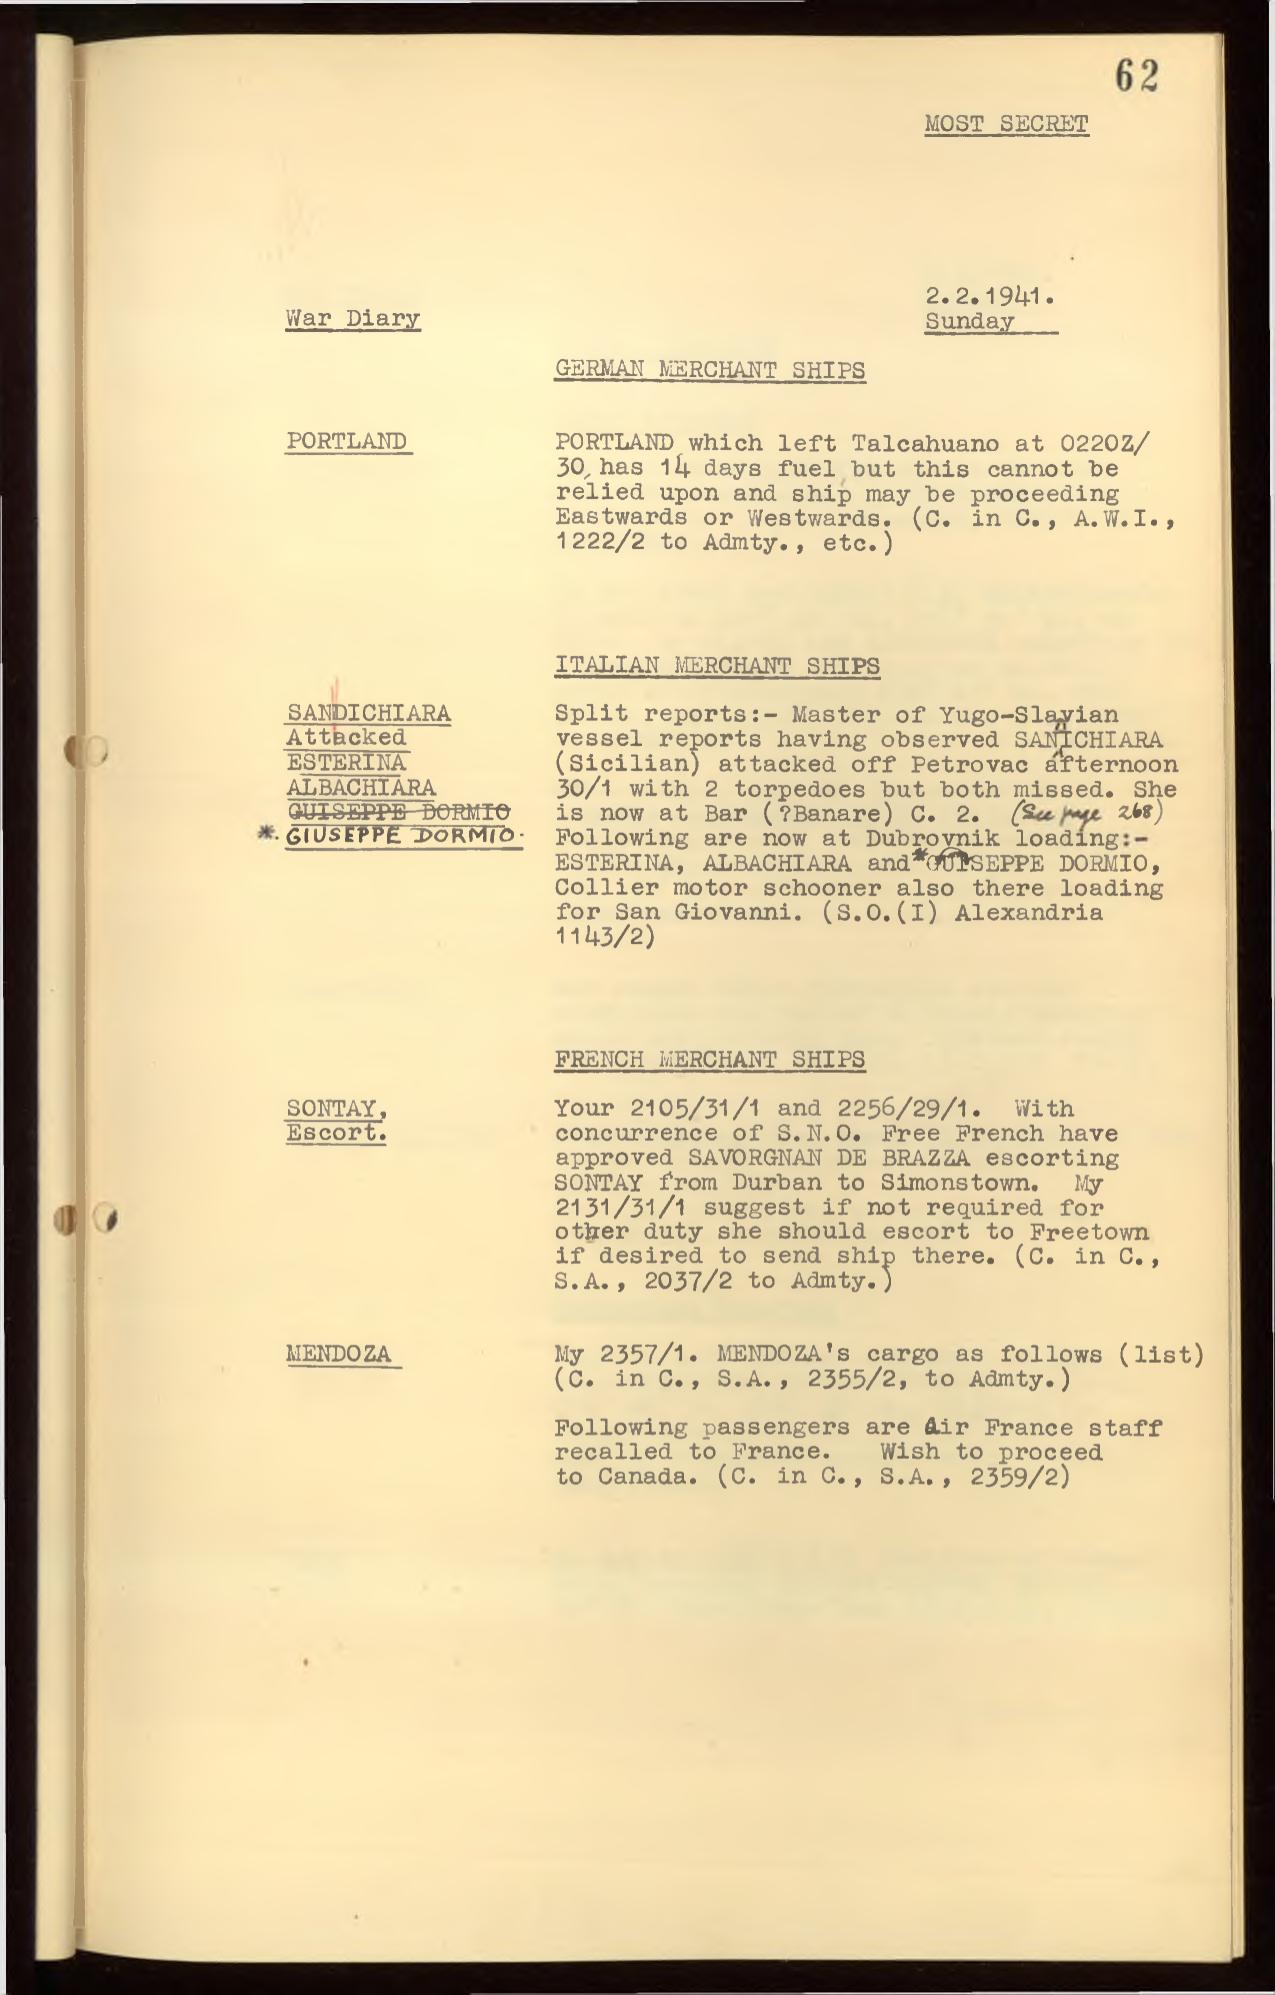 62
MOST SECRET
2.2.1941.
War Diary
Sunday
GERMAN MERCHANT SHIPS
PORTLAND
PORTLAND which left Talcahuano at 0220Z/
30, has 14 days fuel but this cannot be
relied upon and ship may be proceeding
Eastwards or Westwards. (C. in C., A.W.I.,
1222/2 to Admty., etc.)
ITALIAN MERCHANT SHIPS
SANDICHIARA
Attacked
ESTERINA
ALBACHIARA
GUISEPPE DORMIO
*. GIUSEPPE DORMIO.
Split reports:- Master of Yugo-Slavian
vessel reports having observed SANICHIARA
(Sicilian) attacked off Petrovac afternoon
30/1 with 2 torpedoes but both missed. She
is now at Bar (?Banare) C. 2. (See page 268)
Following are now at Dubrovnik loading:-
ESTERINA, ALBACHIARA and *GUISEPPE DORMIO,
Collier motor schooner also there loading
for San Giovanni. (S.O.(I) Alexandria
1143/2)
FRENCH MERCHANT SHIPS
SONTAY,
Escort.
Your 2105/31/1 and 2256/29/1. With
concurrence of S.N.O. Free French have
approved SAVORGNAN DE BRAZZA escorting
SONTAY from Durban to Simonstown. My
2131/31/1 suggest if not required for
other duty she should escort to Freetown
if desired to send ship there. (C. in C.,
S.A., 2037/2 to Admty.)
MENDOZA
My 2357/1. MENDOZA's cargo as follows (list)
(C. in C., S.A., 2355/2, to Admty.)
Following passengers are Air France staff
recalled to France. Wish to proceed
to Canada. (C. in C., S.A., 2359/2)